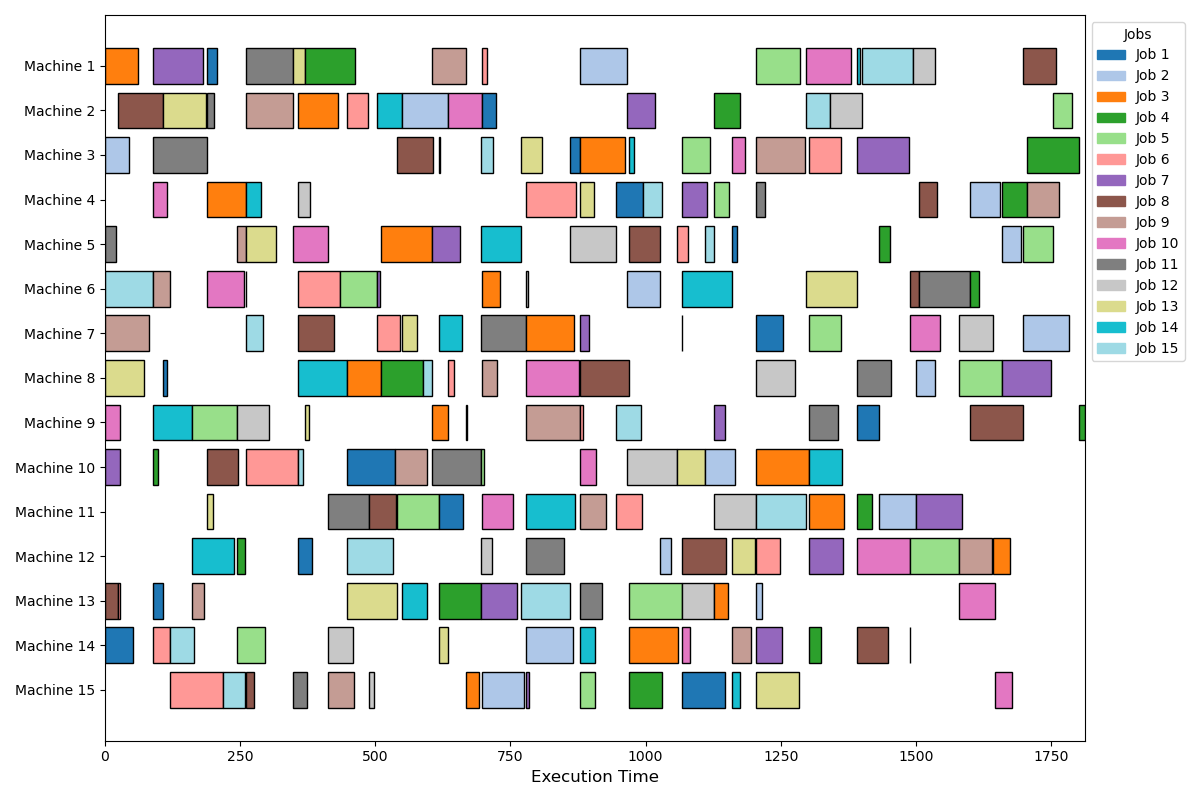 Machine 1
Machine 2
Machine 3
Machine 4
Machine 5
Machine 6
Machine 7
Machine 8
Machine 9
Machine 10
Machine 11
Machine 12
Machine 13
Machine 14
Machine 15
0 250 500 750 1000 1250 1500 1750
Execution Time
Jobs
Job 1
Job 2
Job 3
Job 4
Job 5
Job 6
Job 7
Job 8
Job 9
Job 10
Job 11
Job 12
Job 13
Job 14
Job 15